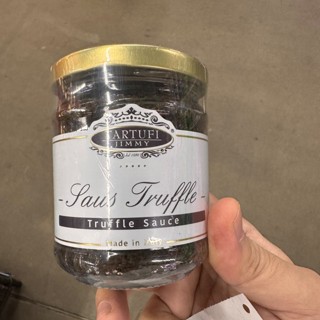 TARTUFI
JIMMY
- Saus Truffle -
Truffle Sauce
Made in